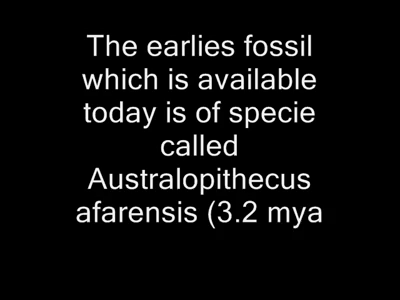 The earlies fossil
which is available
today is of specie
called
Australopithecus
afarensis (3.2 mya